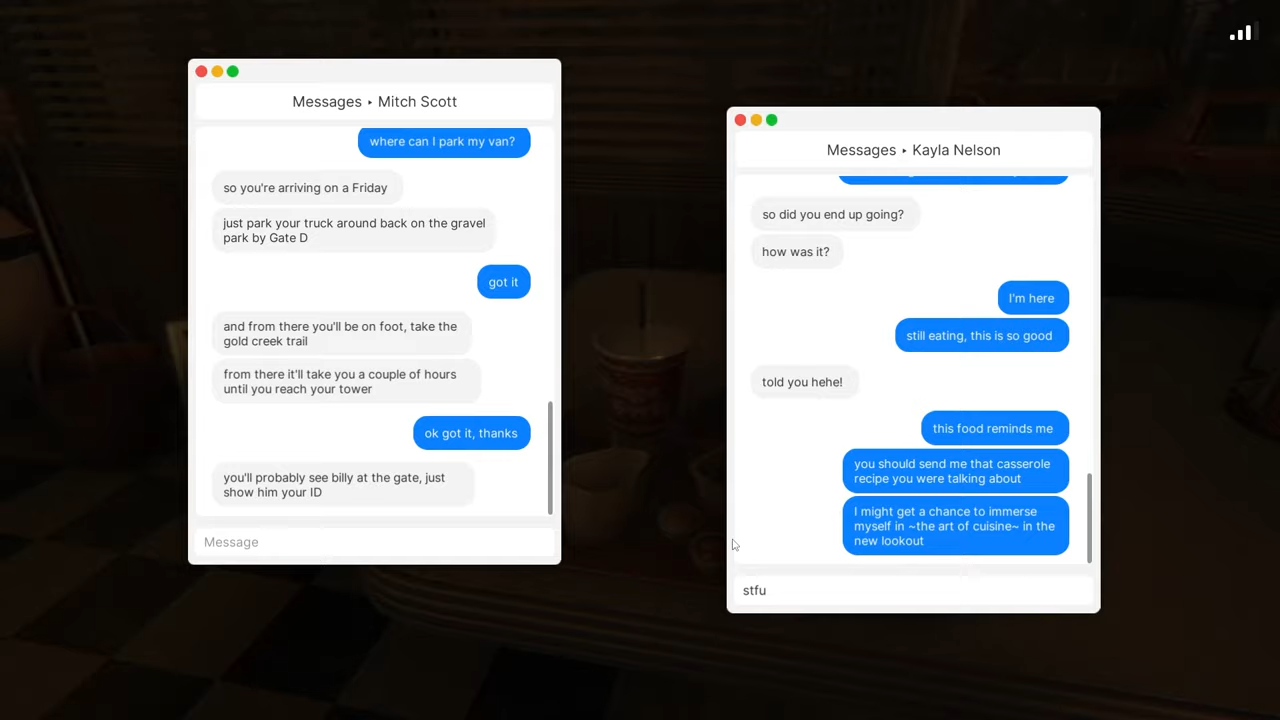 Messages ▸ Mitch Scott
where can I park my van?
so you're arriving on a Friday
just park your truck around back on the gravel
park by Gate D
got it
and from there you'll be on foot, take the
gold creek trail
from there it'll take you a couple of hours
until you reach your tower
ok got it, thanks
you'll probably see billy at the gate, just
show him your ID
Message
Messages ▸ Kayla Nelson
so did you end up going?
how was it?
I'm here
still eating, this is so good
told you hehe!
this food reminds me
you should send me that casserole
recipe you were talking about
I might get a chance to immerse
myself in ~the art of cuisine~ in the
new lookout
stfu